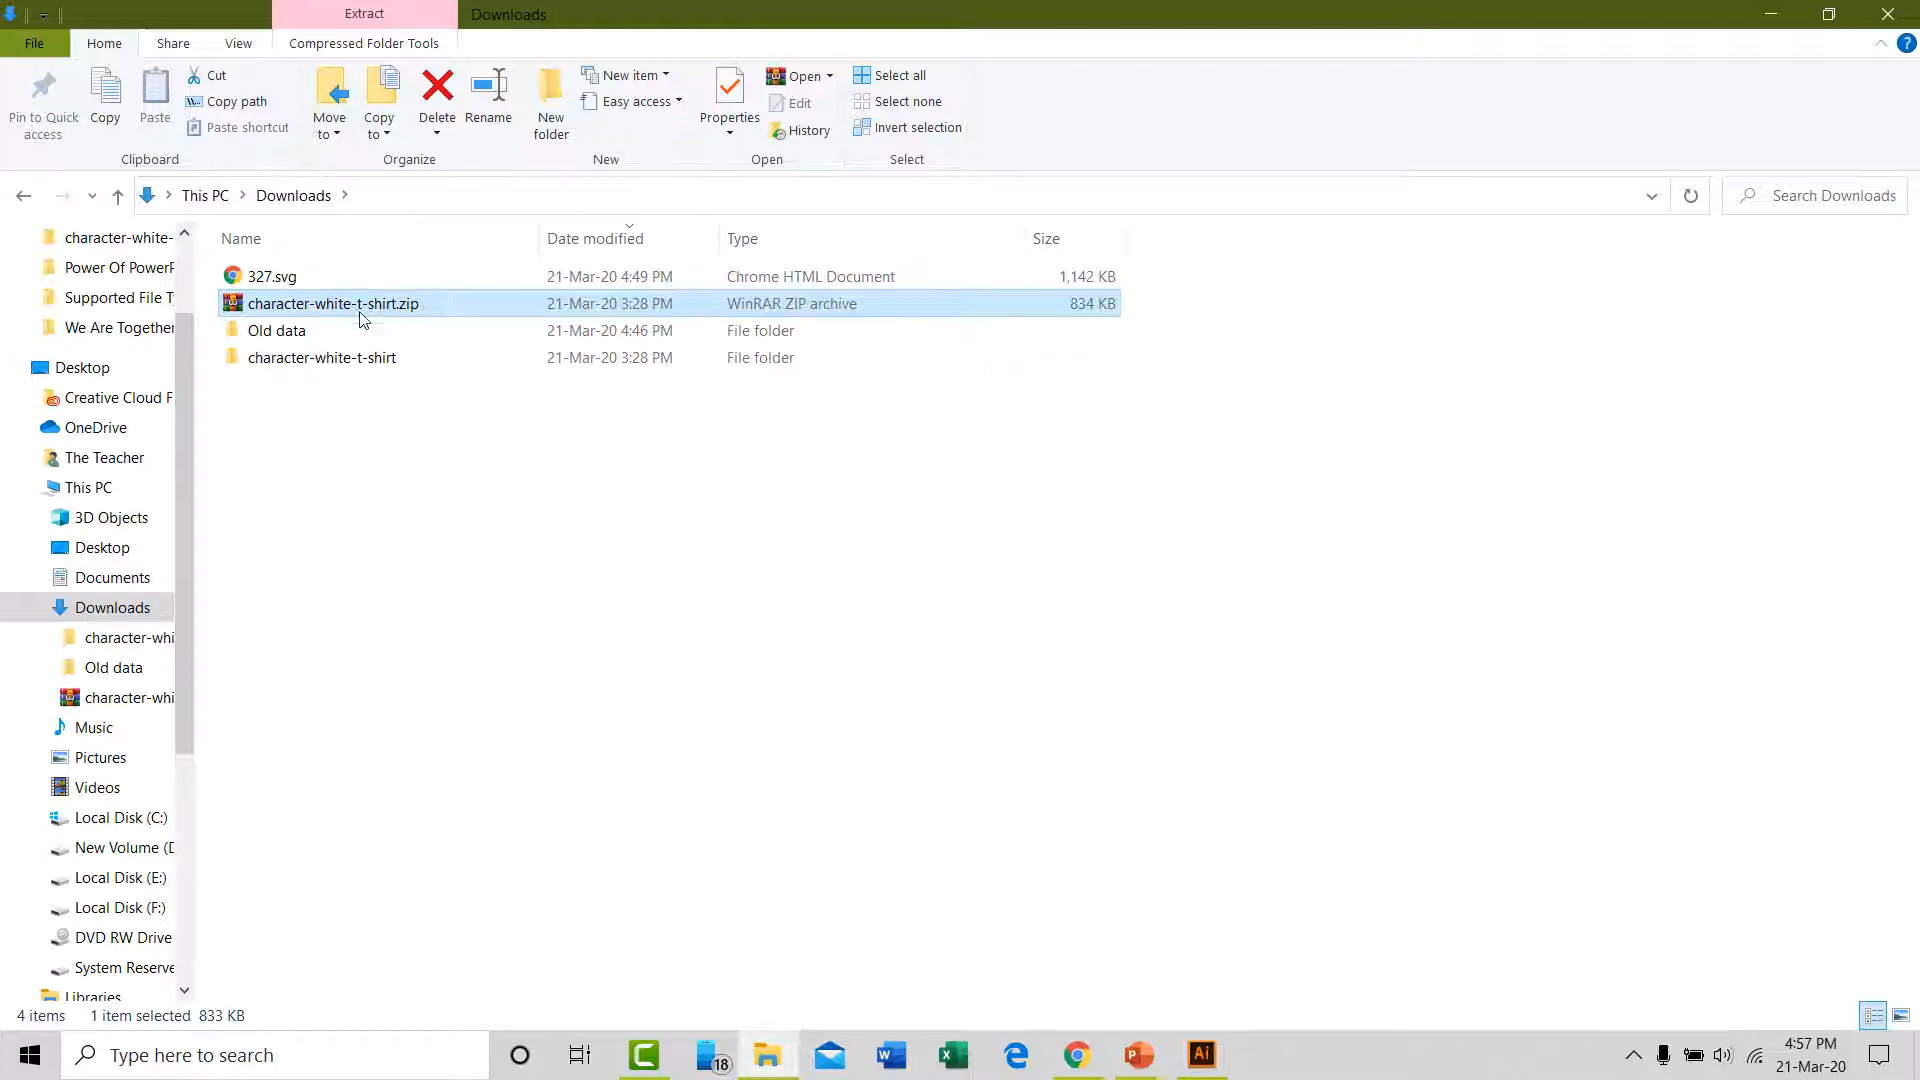 Extract
Downloads
File
Home
Share
View
Compressed Folder Tools
Pin to Quick access
Copy
Paste
Cut
Copy path
Paste shortcut
Clipboard
Move to
Copy to
Delete
Rename
Organize
New folder
New item
Easy access
New
Properties
Open
Edit
History
Open
Select all
Select none
Invert selection
Select
This PC
Downloads
Search Downloads
Name
Date modified
Type
Size
327.svg 21-Mar-20 4:49 PM Chrome HTML Document 1,142 KB
character-white-t-shirt.zip 21-Mar-20 3:28 PM WinRAR ZIP archive 834 KB
Old data 21-Mar-20 4:46 PM File folder
character-white-t-shirt 21-Mar-20 3:28 PM File folder
character-white-
Power Of PowerP
Supported File T
We Are Together
Desktop
Creative Cloud F
OneDrive
The Teacher
This PC
3D Objects
Desktop
Documents
Downloads
character-whi
Old data
character-whi
Music
Pictures
Videos
Local Disk (C:)
New Volume (D
Local Disk (E:)
Local Disk (F:)
DVD RW Drive
System Reserve
Libraries
4 items 1 item selected 833 KB
Type here to search
18
Ai
4:57 PM
21-Mar-20